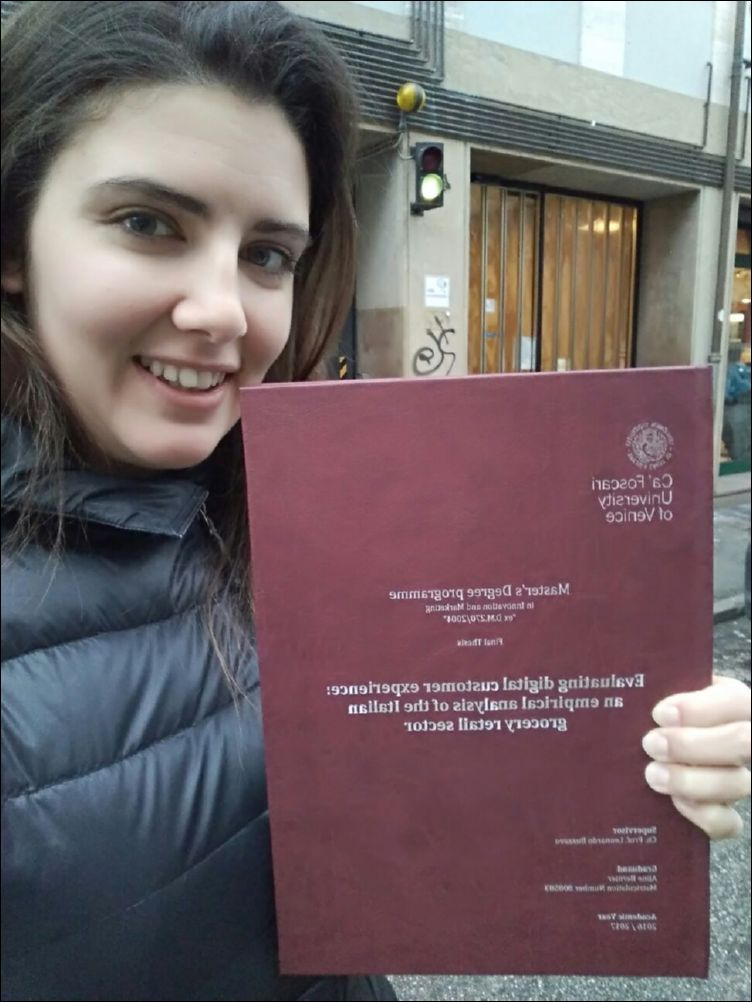 Ca' Foscari
University
of Venice
Master's Degree programme
in Innovation and Marketing
"ex D.M.270/2004"
Final Thesis
Evaluating digital customer experience:
an empirical analysis of the Italian
grocery retail sector
Supervisor
Ch. Prof. Leonardo Buzzavo
Graduand
Aline Bernier
Matriculation Number
Academic Year
2016 / 2017